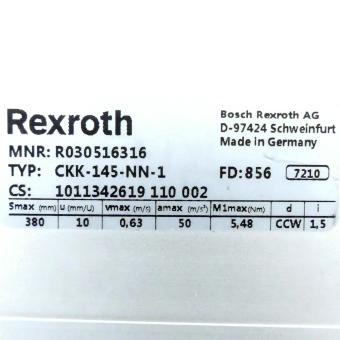 Rexroth
Bosch Rexroth AG
D-97424 Schweinfurt
Made in Germany
MNR: R030516316
TYP: CKK-145-NN-1 FD: 856 7210
CS: 1011342619 110 002
Smax (mm) u (mm/U) vmax (m/s) amax (m/s²) M1max(Nm) d i
380 10 0,63 50 5,48 CCW 1,5